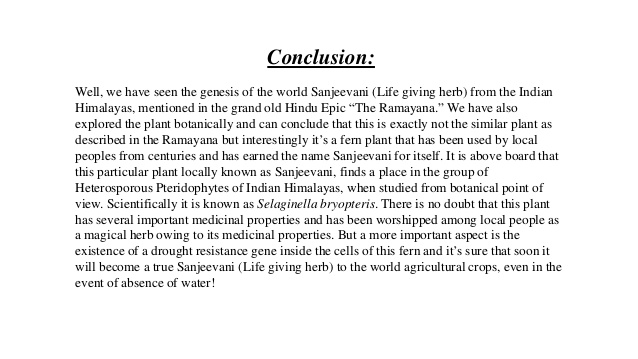 Conclusion:
Well, we have seen the genesis of the world Sanjeevani (Life giving herb) from the Indian
Himalayas, mentioned in the grand old Hindu Epic “The Ramayana.” We have also
explored the plant botanically and can conclude that this is exactly not the similar plant as
described in the Ramayana but interestingly it’s a fern plant that has been used by local
peoples from centuries and has earned the name Sanjeevani for itself. It is above board that
this particular plant locally known as Sanjeevani, finds a place in the group of
Heterosporous Pteridophytes of Indian Himalayas, when studied from botanical point of
view. Scientifically it is known as Selaginella bryopteris. There is no doubt that this plant
has several important medicinal properties and has been worshipped among local people as
a magical herb owing to its medicinal properties. But a more important aspect is the
existence of a drought resistance gene inside the cells of this fern and it’s sure that soon it
will become a true Sanjeevani (Life giving herb) to the world agricultural crops, even in the
event of absence of water!